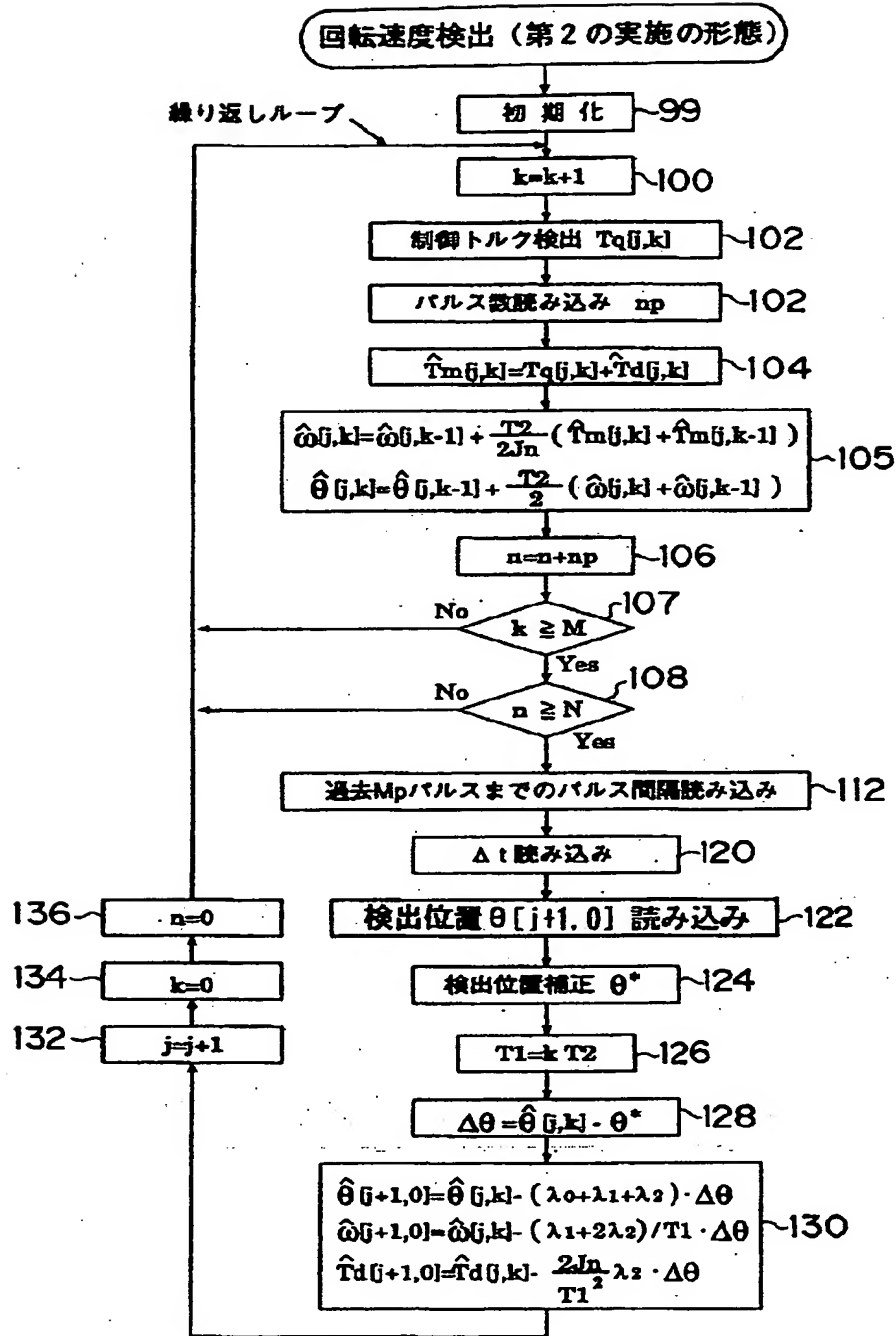 回転速度検出（第2の実施の形態）
初期化
99
繰り返しループ
k=k+1
100
制御トルク検出 Tq[j,k]
102
パルス数読み込み np
102
T̂m[j,k]=Tq[j,k]+T̂d[j,k]
104
ω̂[j,k]=ω̂[j,k-1]+T2/2Jn(T̂m[j,k]+T̂m[j,k-1])
θ̂[j,k]=θ̂[j,k-1]+T2/2(ω̂[j,k]+ω̂[j,k-1])
105
n=n+np
106
107
No
k ≧ M
Yes
108
No
n ≧ N
Yes
過去Mpパルスまでのパルス間隔読み込み
112
Δt読み込み
120
検出位置θ[j+1.0] 読み込み
122
検出位置補正 θ*
124
T1=k T2
126
Δθ=θ̂[j,k]-θ*
128
θ̂[j+1,0]=θ̂[j,k]-(λ0+λ1+λ2)·Δθ
ω̂[j+1,0]=ω̂[j,k]-(λ1+2λ2)/T1·Δθ
T̂d[j+1,0]=T̂d[j,k]-2Jn/T1²λ2·Δθ
130
136
n=0
134
k=0
132
j=j+1